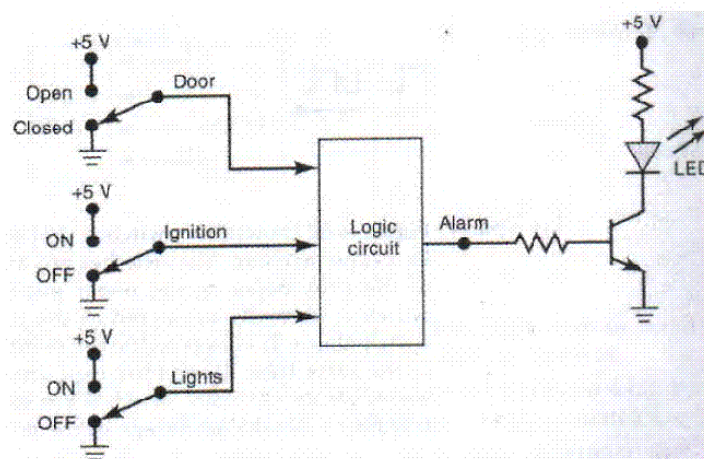 +5 V
Open
Door
Closed
+5 V
ON
Ignition
OFF
+5 V
ON
Lights
OFF
Logic
circuit
Alarm
+5 V
LED